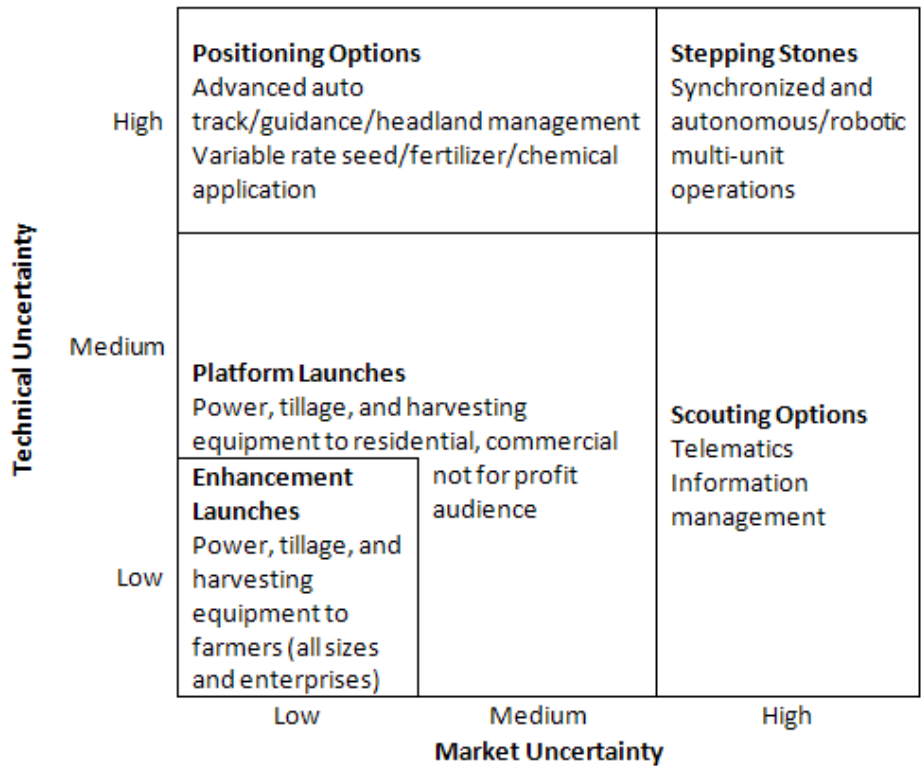 Positioning Options
Advanced auto
track/guidance/headland management
Variable rate seed/fertilizer/chemical
application
Stepping Stones
Synchronized and
autonomous/robotic
multi-unit
operations
High
Technical Uncertainty
Medium
Platform Launches
Power, tillage, and harvesting
equipment to residential, commercial
not for profit
audience
Scouting Options
Telematics
Information
management
Enhancement
Launches
Power, tillage, and
harvesting
equipment to
farmers (all sizes
and enterprises)
Low
Low
Medium
High
Market Uncertainty